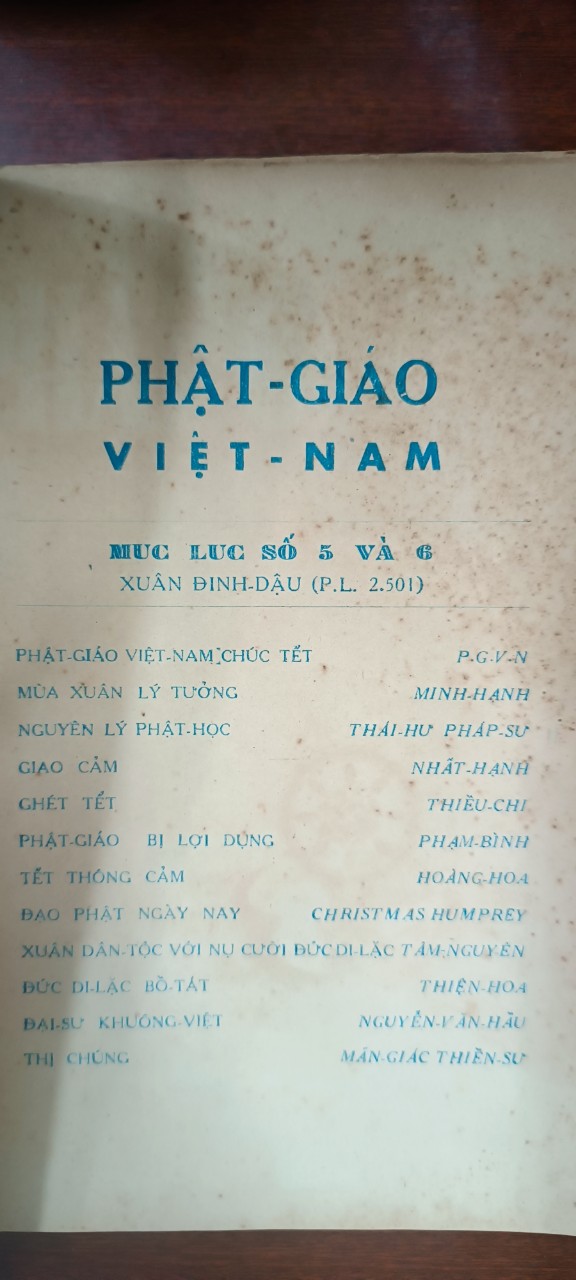 PHẬT-GIÁO
VIỆT-NAM
MUC LUC SỐ 5 VÀ 6
XUÂN ĐINH-DẬU (P.L. 2.501)
PHẬT-GIÁO VIỆT-NAM CHÚC TẾT P-G-V-N
MÙA XUÂN LÝ TƯỞNG MINH-HẠNH
NGUYÊN LÝ PHẬT-HỌC THÁI-HƯ PHÁP-SƯ
GIAO CẢM NHẤT-HẠNH
GHÉT TẾT THIỀU-CHI
PHẬT-GIÁO BỊ LỢI DỤNG PHẠM-BÌNH
TẾT THÔNG CẢM HOÀNG-HOA
ĐẠO PHẬT NGÀY NAY CHRISTMAS HUMPREY
XUÂN DÂN-TỘC VỚI NỤ CƯỜI ĐỨC DI-LẶC TÂM-NGUYÊN
ĐỨC DI-LẶC BỒ-TÁT THIỆN-HOA
ĐẠI-SƯ KHUÔNG-VIỆT NGUYỄN-VĂN-HẦU
THỊ CHÚNG MÃN-GIÁC THIỀN-SƯ